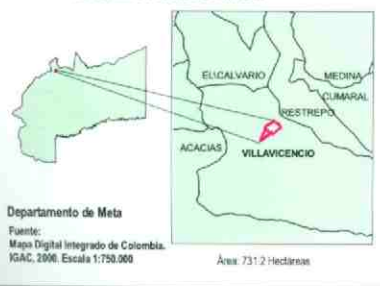 EL\CALVARIO
MEDINA
CUMARAL
RESTREPO
ACACIAS
VILLAVICENCIO
Departamento de Meta
Fuente:
Mapa Digital Integrado de Colombia.
IGAC, 2000. Escala 1:750.000
Área: 731.2 Hectáreas